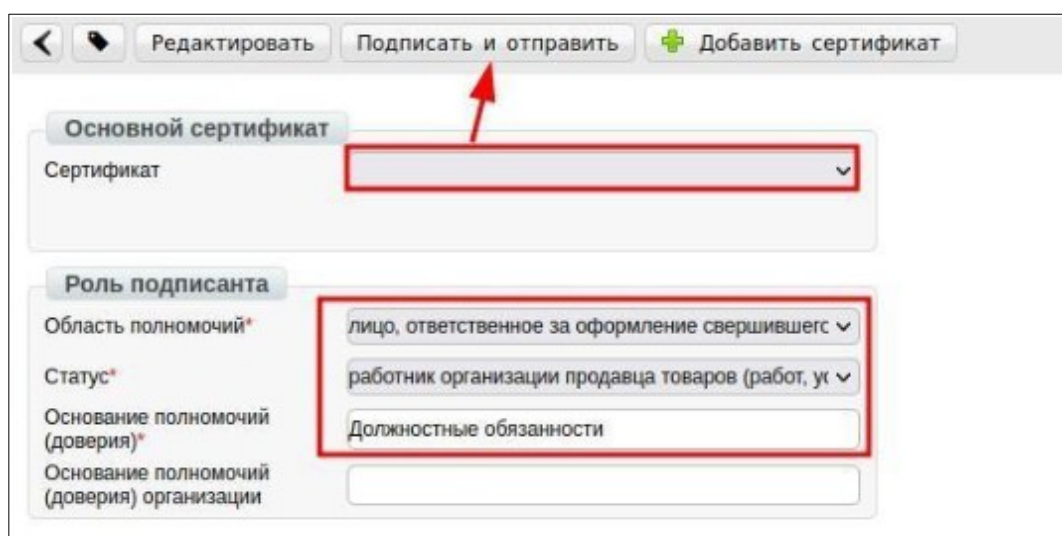 Редактировать Подписать и отправить Добавить сертификат
Основной сертификат
Сертификат
Роль подписанта
Область полномочий* лицо, ответственное за оформление свершившегс
Статус* работник организации продавца товаров (работ, ус
Основание полномочий
(доверия)* Должностные обязанности
Основание полномочий
(доверия) организации